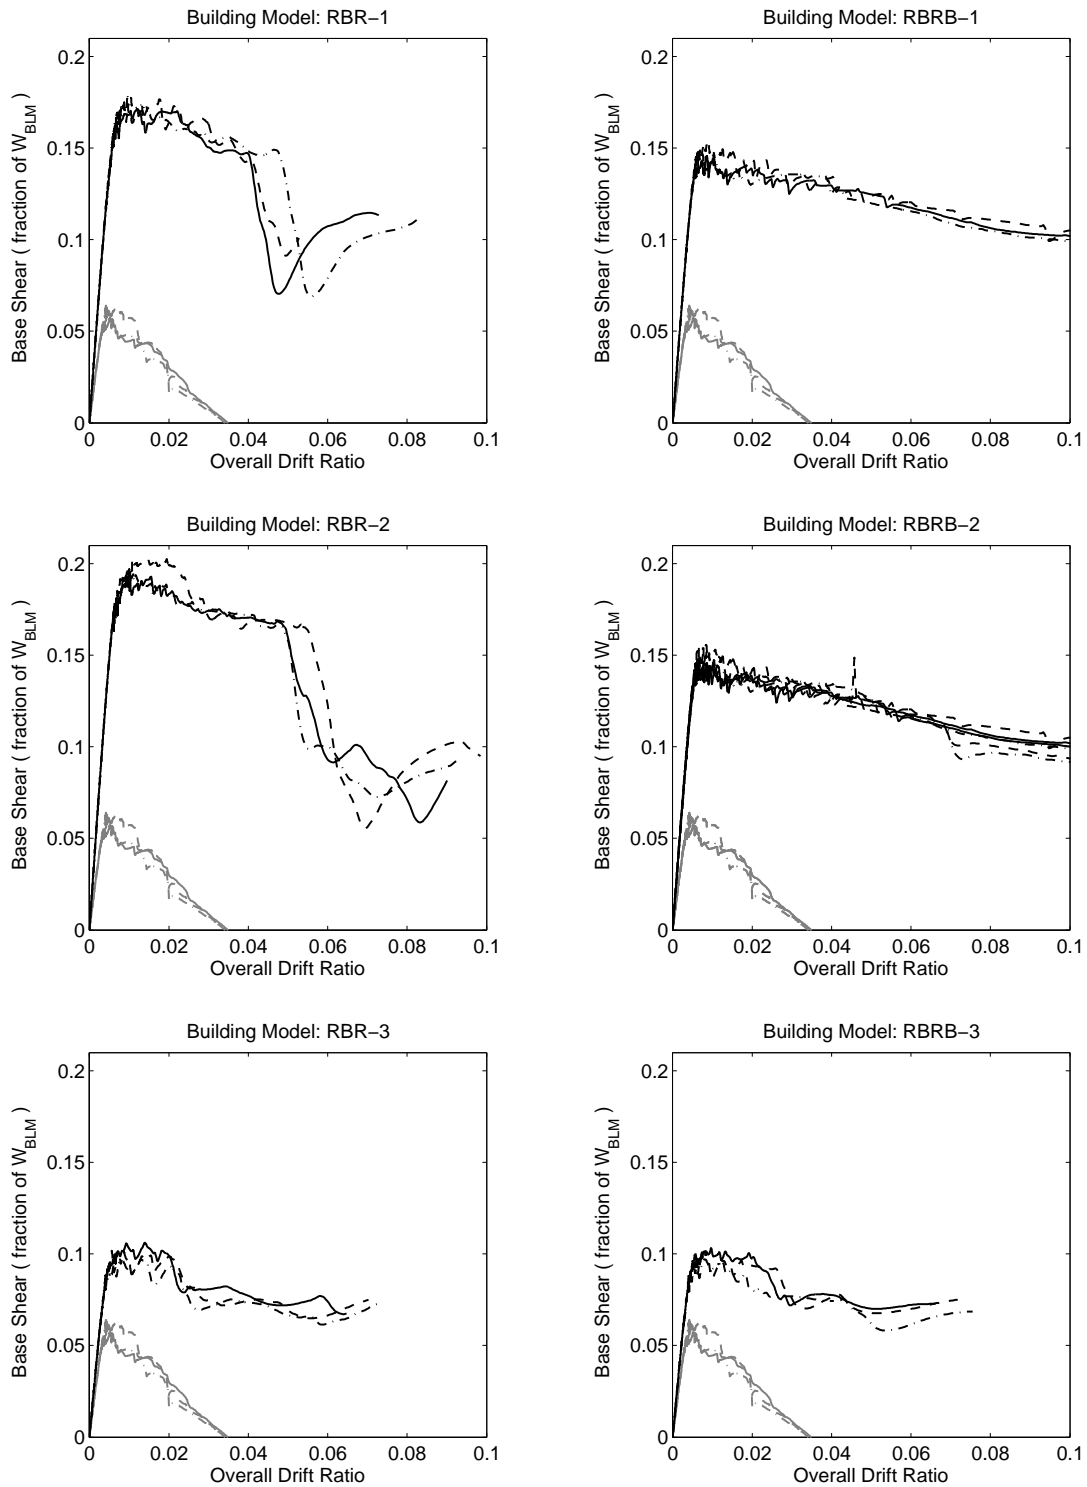 Building Model: RBR−1
0.2
0.15
0.1
0.05
0
0 0.02 0.04 0.06 0.08 0.1
Overall Drift Ratio
Base Shear ( fraction of W_BLM )
Building Model: RBRB−1
0.2
0.15
0.1
0.05
0
0 0.02 0.04 0.06 0.08 0.1
Overall Drift Ratio
Base Shear ( fraction of W_BLM )
Building Model: RBR−2
0.2
0.15
0.1
0.05
0
0 0.02 0.04 0.06 0.08 0.1
Overall Drift Ratio
Base Shear ( fraction of W_BLM )
Building Model: RBRB−2
0.2
0.15
0.1
0.05
0
0 0.02 0.04 0.06 0.08 0.1
Overall Drift Ratio
Base Shear ( fraction of W_BLM )
Building Model: RBR−3
0.2
0.15
0.1
0.05
0
0 0.02 0.04 0.06 0.08 0.1
Overall Drift Ratio
Base Shear ( fraction of W_BLM )
Building Model: RBRB−3
0.2
0.15
0.1
0.05
0
0 0.02 0.04 0.06 0.08 0.1
Overall Drift Ratio
Base Shear ( fraction of W_BLM )